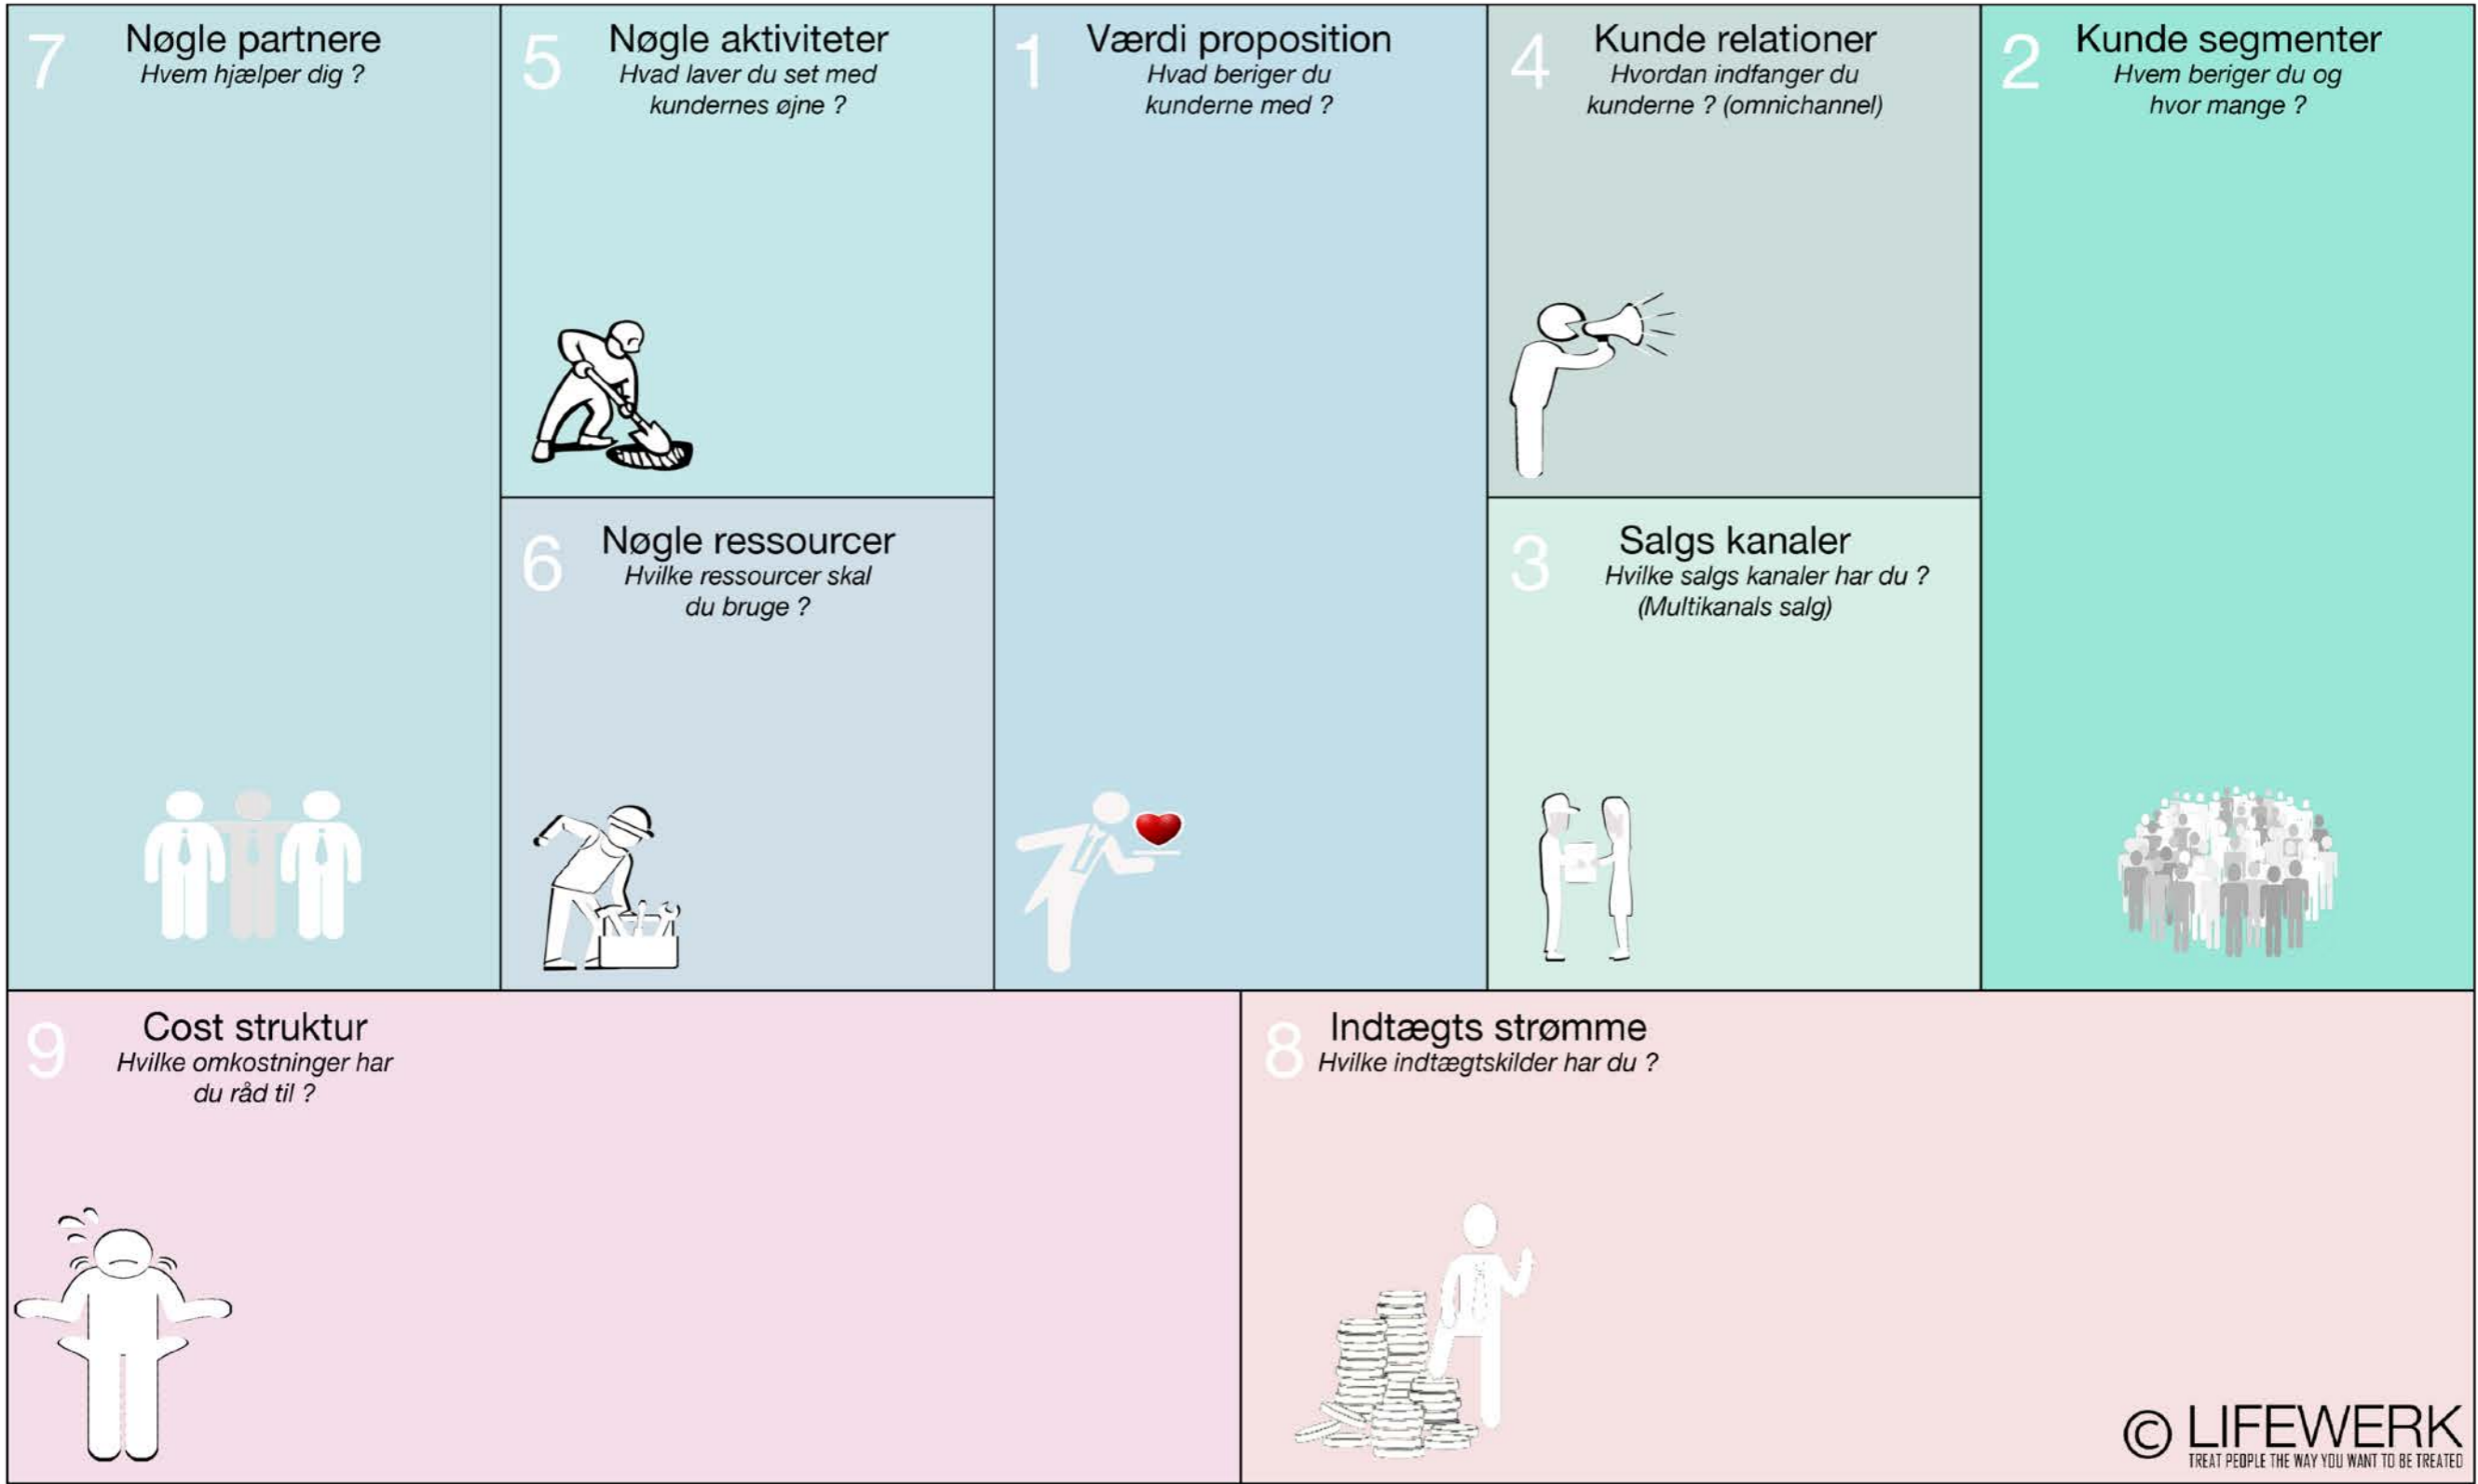 7
Nøgle partnere
Hvem hjælper dig ?
5
Nøgle aktiviteter
Hvad laver du set med
kundernes øjne ?
6
Nøgle ressourcer
Hvilke ressourcer skal
du bruge ?
1
Værdi proposition
Hvad beriger du
kunderne med ?
4
Kunde relationer
Hvordan indfanger du
kunderne ? (omnichannel)
3
Salgs kanaler
Hvilke salgs kanaler har du ?
(Multikanals salg)
2
Kunde segmenter
Hvem beriger du og
hvor mange ?
9
Cost struktur
Hvilke omkostninger har
du råd til ?
8
Indtægts strømme
Hvilke indtægtskilder har du ?
© LIFEWERK
TREAT PEOPLE THE WAY YOU WANT TO BE TREATED